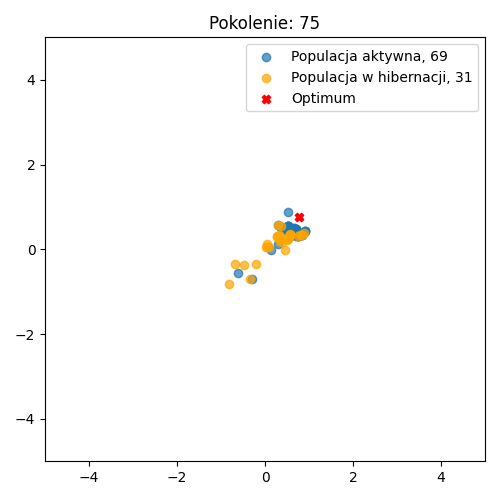 Pokolenie: 75
Populacja aktywna, 69
Populacja w hibernacji, 31
Optimum
4
2
0
−2
−4
−4
−2
0
2
4